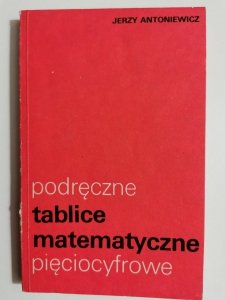 JERZY ANTONIEWICZ
podręczne
tablice
matematyczne
pięciocyfrowe